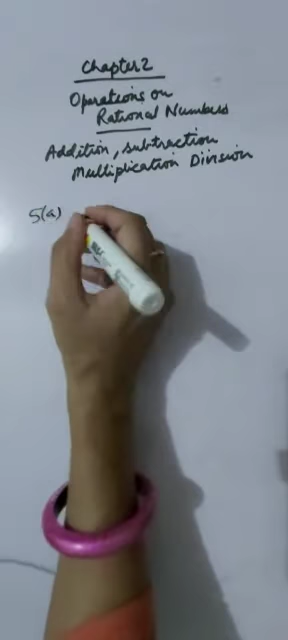 Chapter 2
Operations on
Rational Numbers
Addition, subtraction
Multiplication Division
5(a)